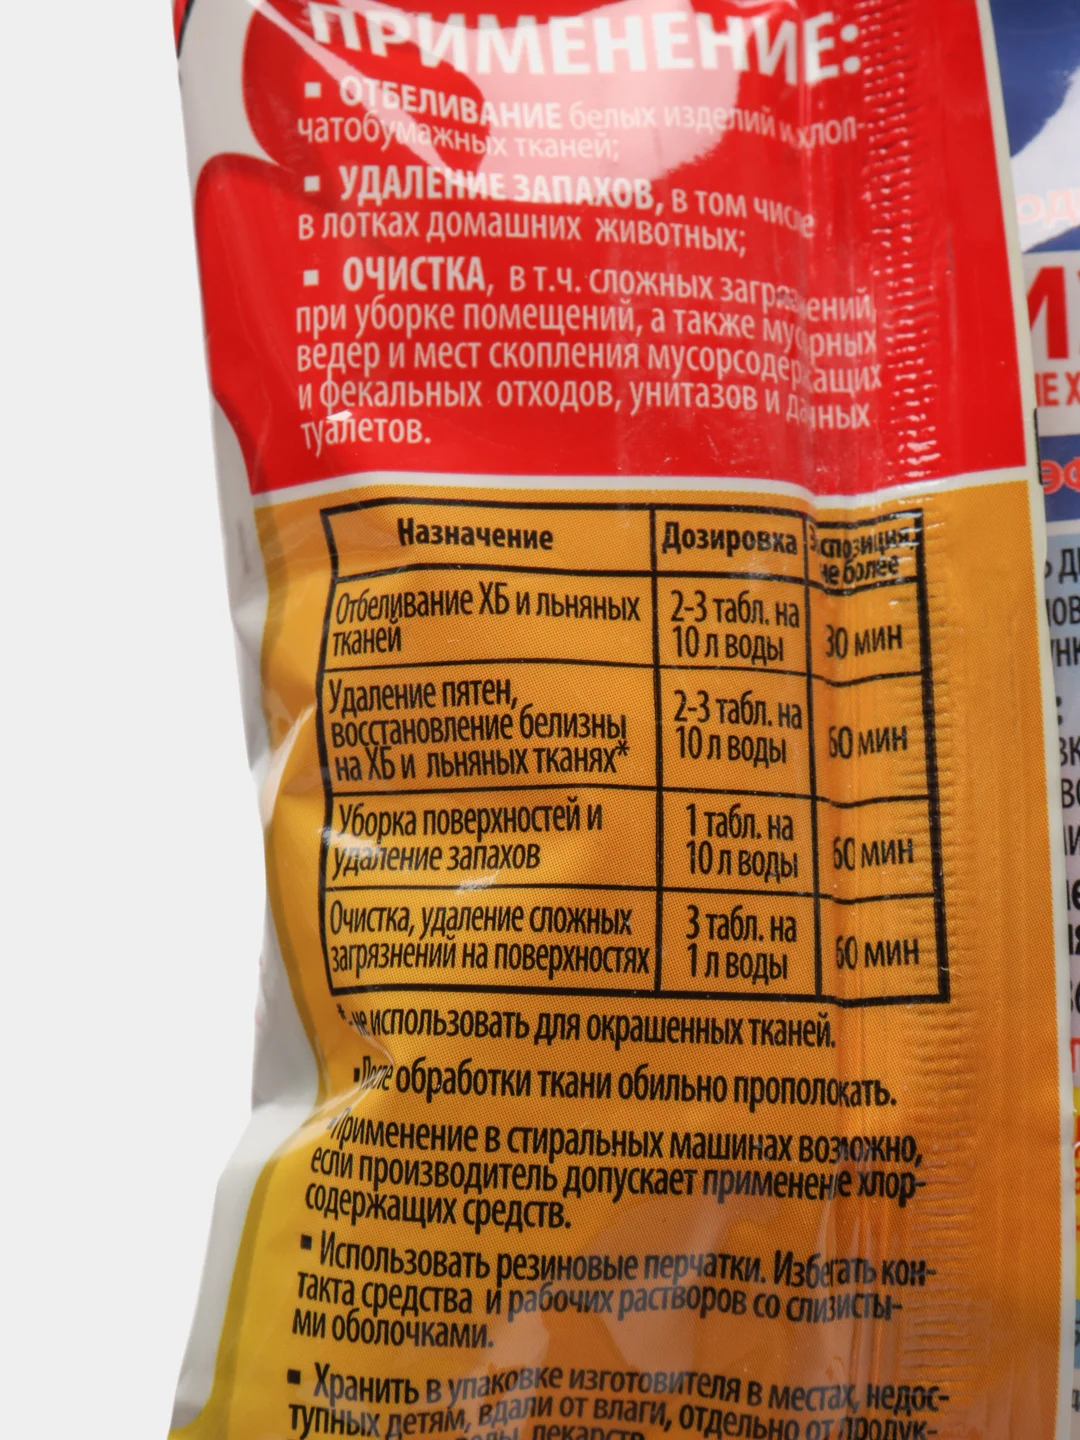 ПРИМЕНЕНИЕ:
▪ ОТБЕЛИВАНИЕ белых изделий и хлоп-
чатобумажных тканей;
▪ УДАЛЕНИЕ ЗАПАХОВ, в том числе
в лотках домашних животных;
▪ ОЧИСТКА, в т.ч. сложных загрязнений,
при уборке помещений, а также мусорных
ведер и мест скопления мусорсодержащих
и фекальных отходов, унитазов и дачных
туалетов.
Назначение Дозировка Экспозиция, не более
Отбеливание ХБ и льняных 2-3 табл. на
тканей 10 л воды 30 мин
Удаление пятен,
восстановление белизны 2-3 табл. на
на ХБ и льняных тканях* 10 л воды 60 мин
Уборка поверхностей и 1 табл. на
удаление запахов 10 л воды 60 мин
Очистка, удаление сложных 3 табл. на
загрязнений на поверхностях 1 л воды 60 мин
*-не использовать для окрашенных тканей.
▪После обработки ткани обильно прополокать.
▪Применение в стиральных машинах возможно,
если производитель допускает применене хлор-
содержащих средств.
▪ Использовать резиновые перчатки. Избегать кон-
такта средства и рабочих растворов со слизисты-
ми оболочками.
▪ Хранить в упаковке изготовителя в местах, недос-
тупных детям, вдали от влаги, отдельно от продук-